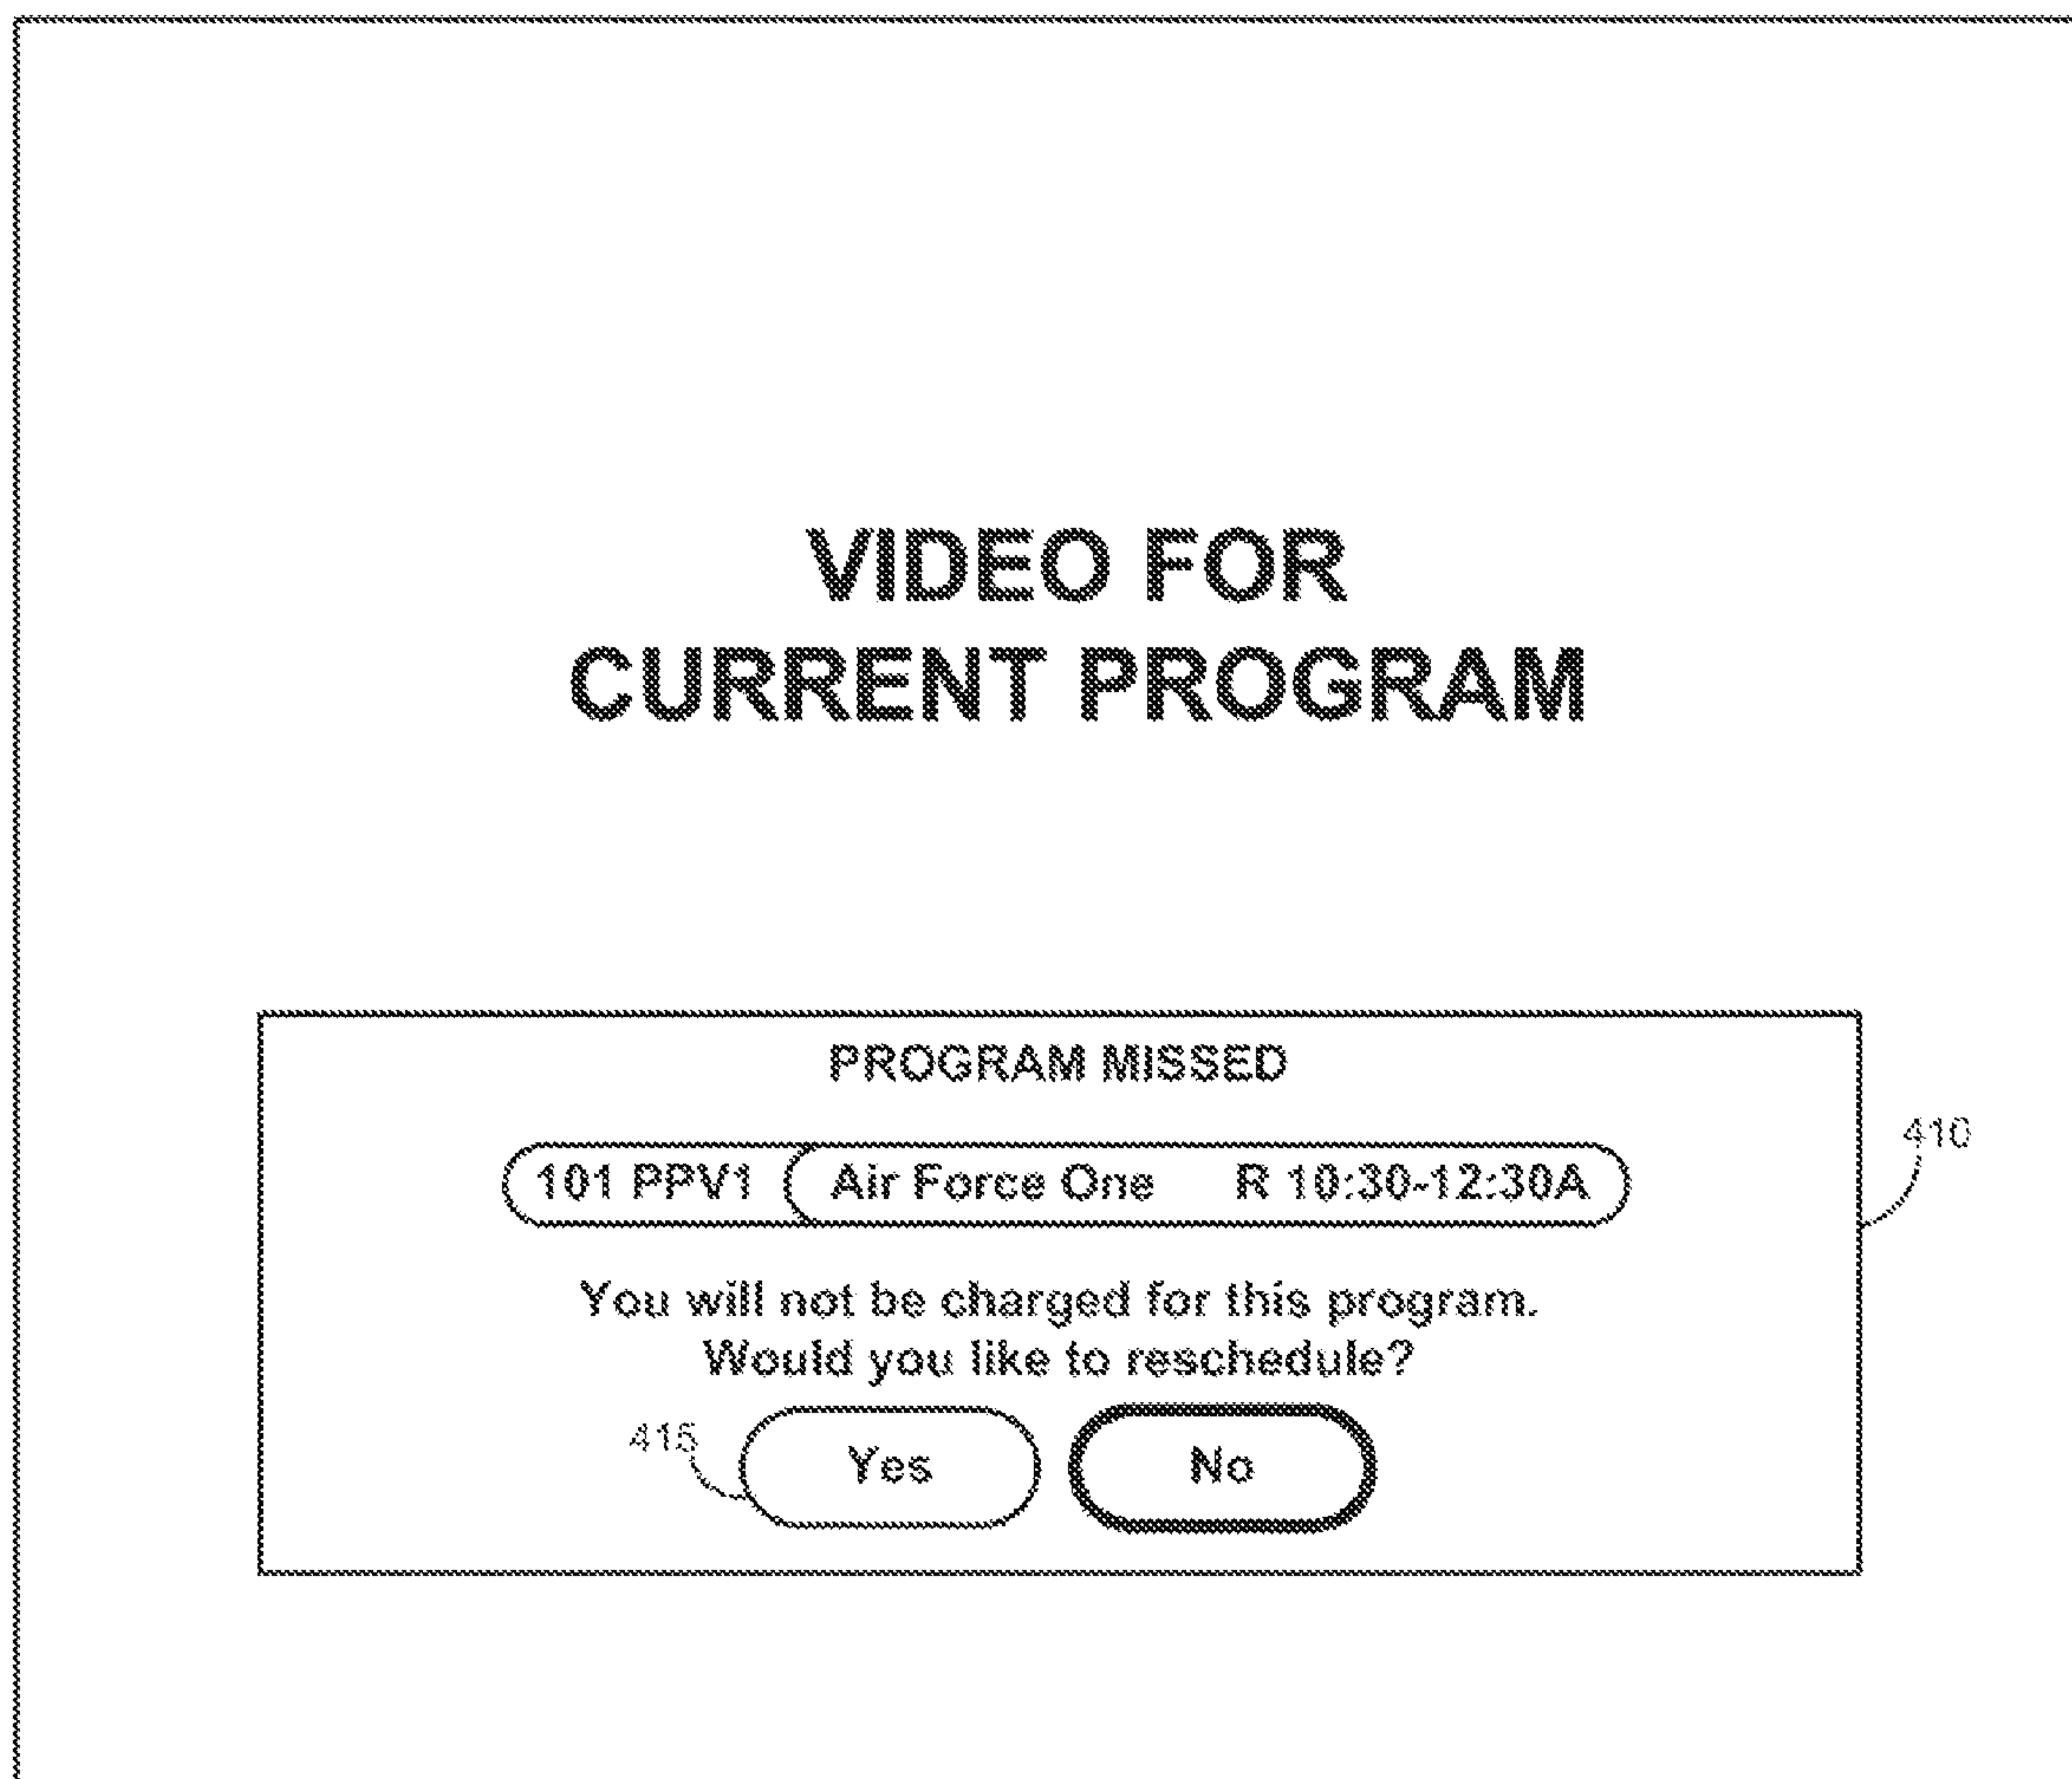 VIDEO FOR
CURRENT PROGRAM
PROGRAM MISSED
101 PPV1 Air Force One R 10:30-12:30A
410
You will not be charged for this program.
Would you like to reschedule?
415
Yes No